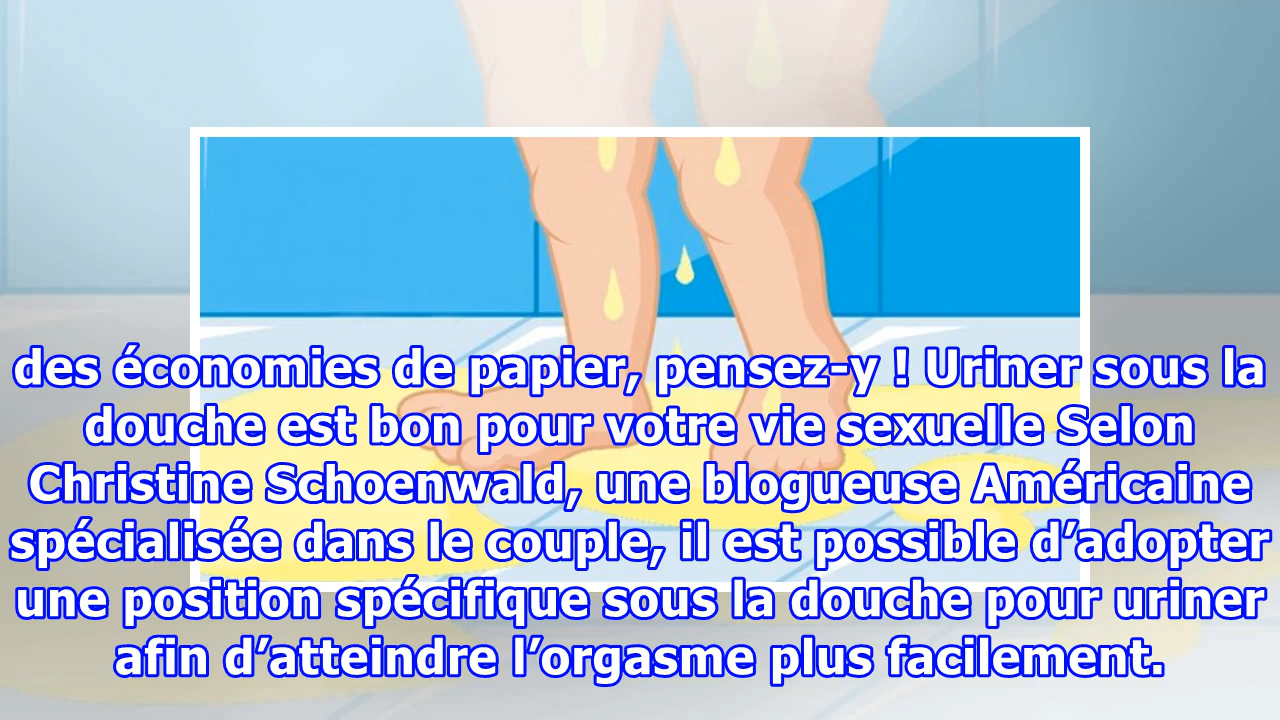 des économies de papier, pensez-y ! Uriner sous la
douche est bon pour votre vie sexuelle Selon
Christine Schoenwald, une blogueuse Américaine
spécialisée dans le couple, il est possible d’adopter
une position spécifique sous la douche pour uriner
afin d’atteindre l’orgasme plus facilement.